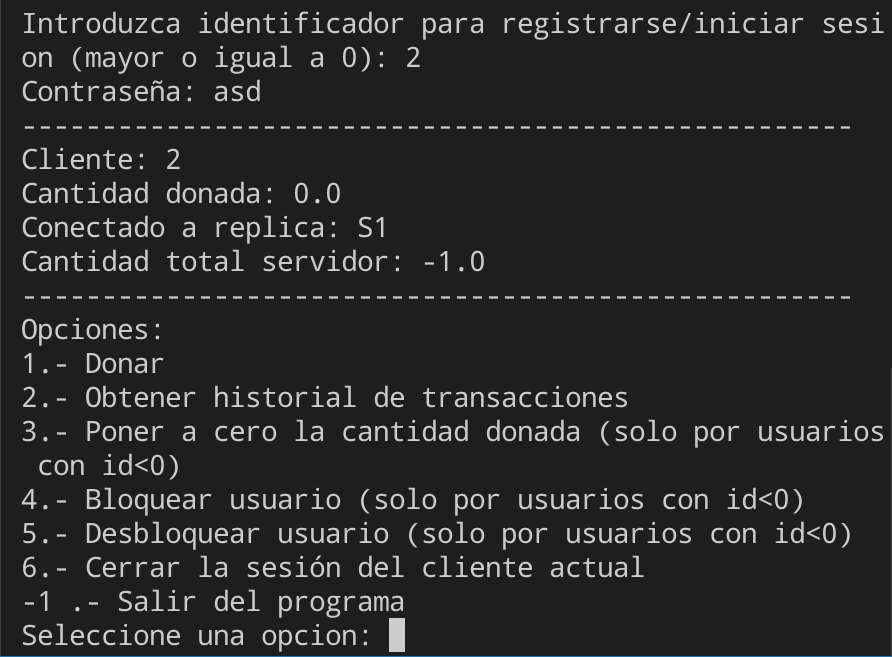 Introduzca identificador para registrarse/iniciar sesi
on (mayor o igual a 0): 2
Contraseña: asd
----------------------------------------------------
Cliente: 2
Cantidad donada: 0.0
Conectado a replica: S1
Cantidad total servidor: -1.0
----------------------------------------------------
Opciones:
1.- Donar
2.- Obtener historial de transacciones
3.- Poner a cero la cantidad donada (solo por usuarios
 con id<0)
4.- Bloquear usuario (solo por usuarios con id<0)
5.- Desbloquear usuario (solo por usuarios con id<0)
6.- Cerrar la sesión del cliente actual
-1 .- Salir del programa
Seleccione una opcion: